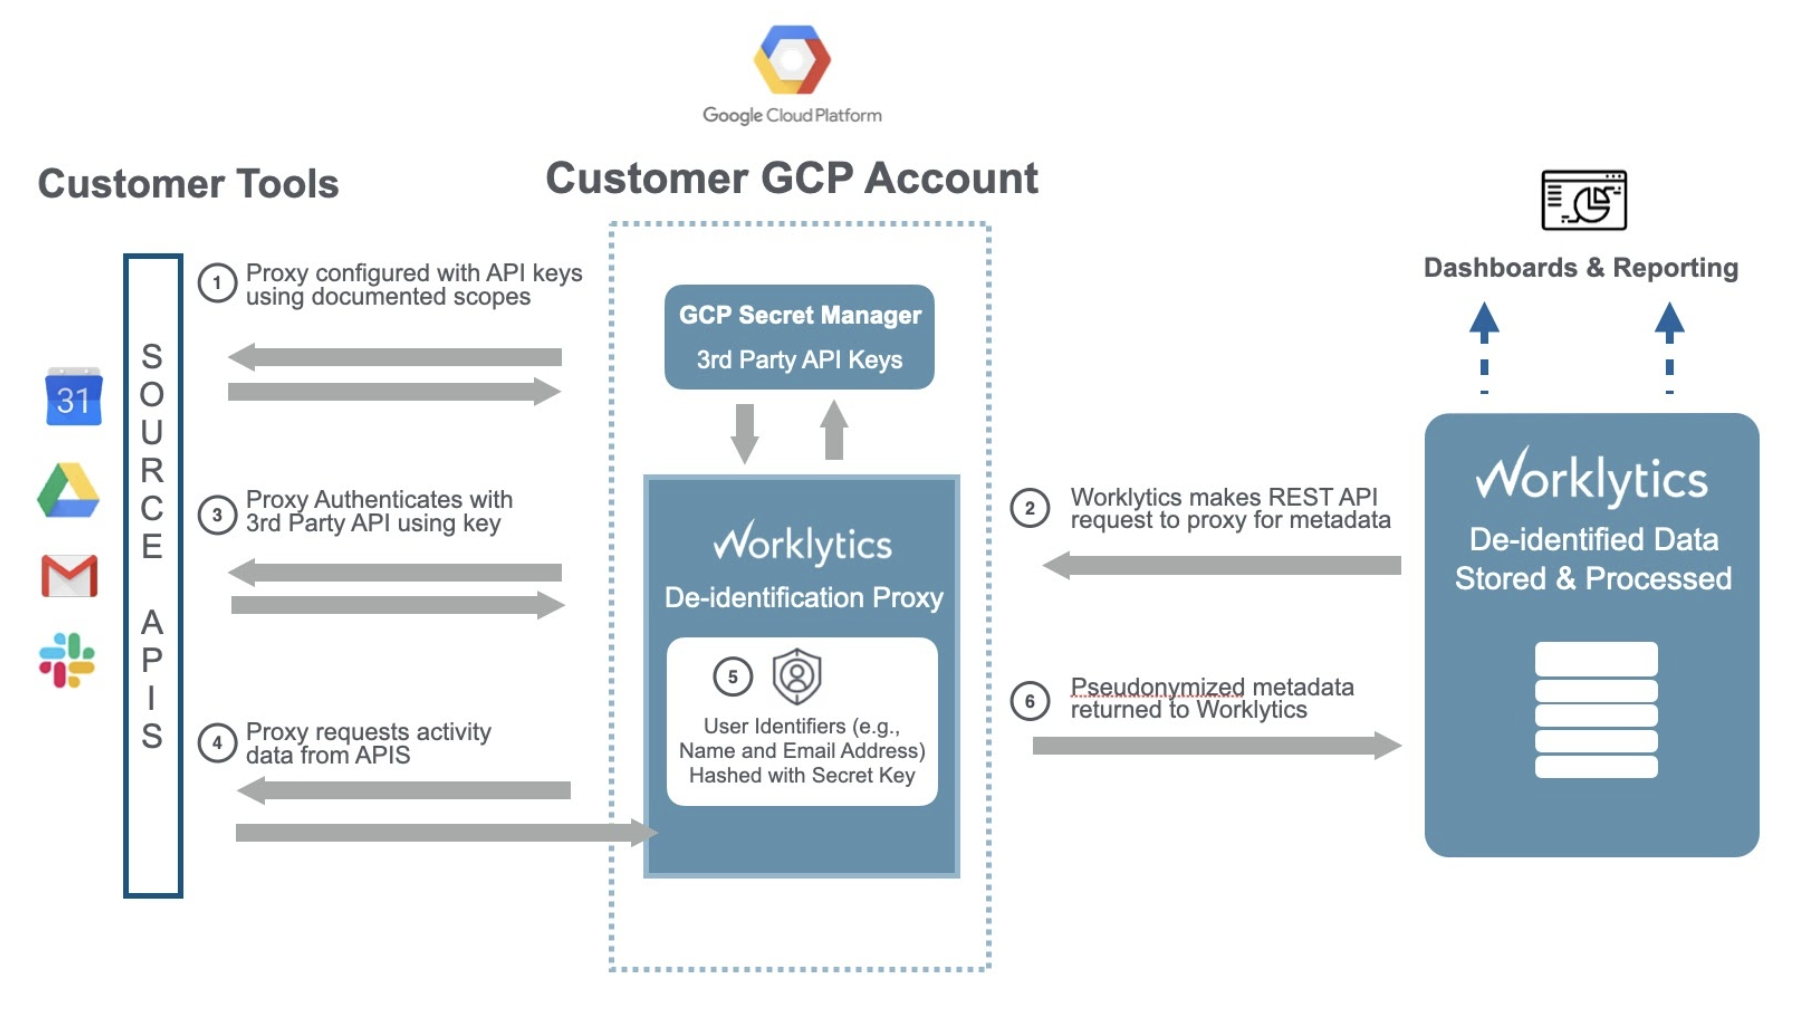 Google Cloud Platform
Customer Tools
Customer GCP Account
31
S
O
U
R
C
E
A
P
I
S
1
Proxy configured with API keys
using documented scopes
3
Proxy Authenticates with
3rd Party API using key
4
Proxy requests activity
data from APIS
GCP Secret Manager
3rd Party API Keys
Worklytics
De-identification Proxy
5
User Identifiers (e.g.,
Name and Email Address)
Hashed with Secret Key
2
Worklytics makes REST API
request to proxy for metadata
6
Pseudonymized metadata
returned to Worklytics
Dashboards & Reporting
Worklytics
De-identified Data
Stored & Processed